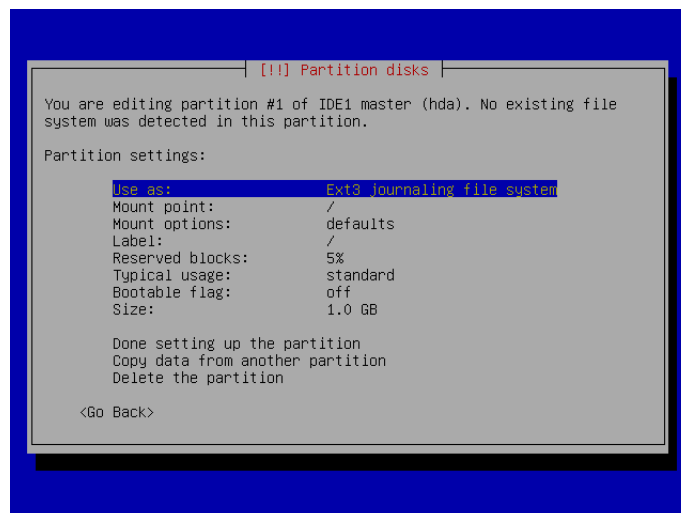 [!!] Partition disks
You are editing partition #1 of IDE1 master (hda). No existing file
system was detected in this partition.
Partition settings:
Use as: Ext3 journaling file system
Mount point: /
Mount options: defaults
Label: /
Reserved blocks: 5%
Typical usage: standard
Bootable flag: off
Size: 1.0 GB
Done setting up the partition
Copy data from another partition
Delete the partition
<Go Back>